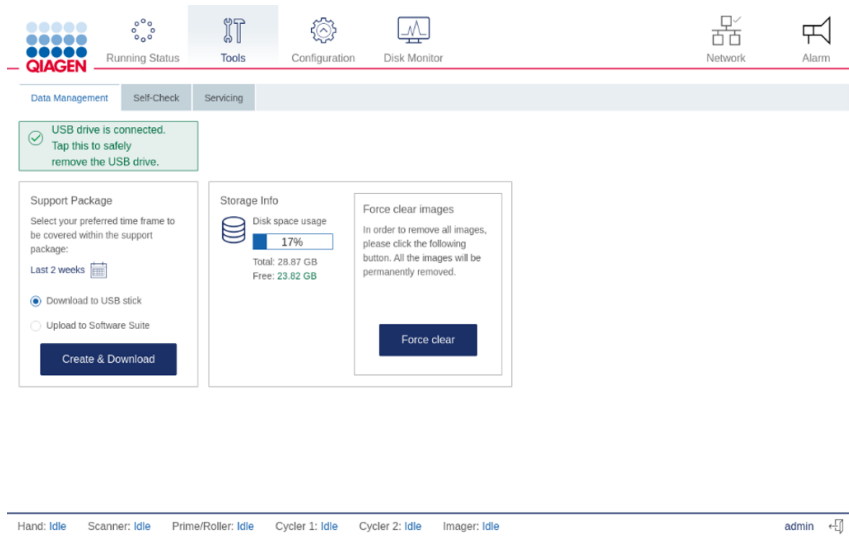 QIAGEN
Running Status
Tools
Configuration
Disk Monitor
Network
Alarm
Data Management
Self-Check
Servicing
USB drive is connected.
Tap this to safely
remove the USB drive.
Support Package
Select your preferred time frame to
be covered within the support
package:
Last 2 weeks
Download to USB stick
Upload to Software Suite
Create & Download
Storage Info
Disk space usage
17%
Total: 28.87 GB
Free: 23.82 GB
Force clear images
In order to remove all images,
please click the following
button. All the images will be
permanently removed.
Force clear
Hand: Idle Scanner: Idle Prime/Roller: Idle Cycler 1: Idle Cycler 2: Idle Imager: Idle admin